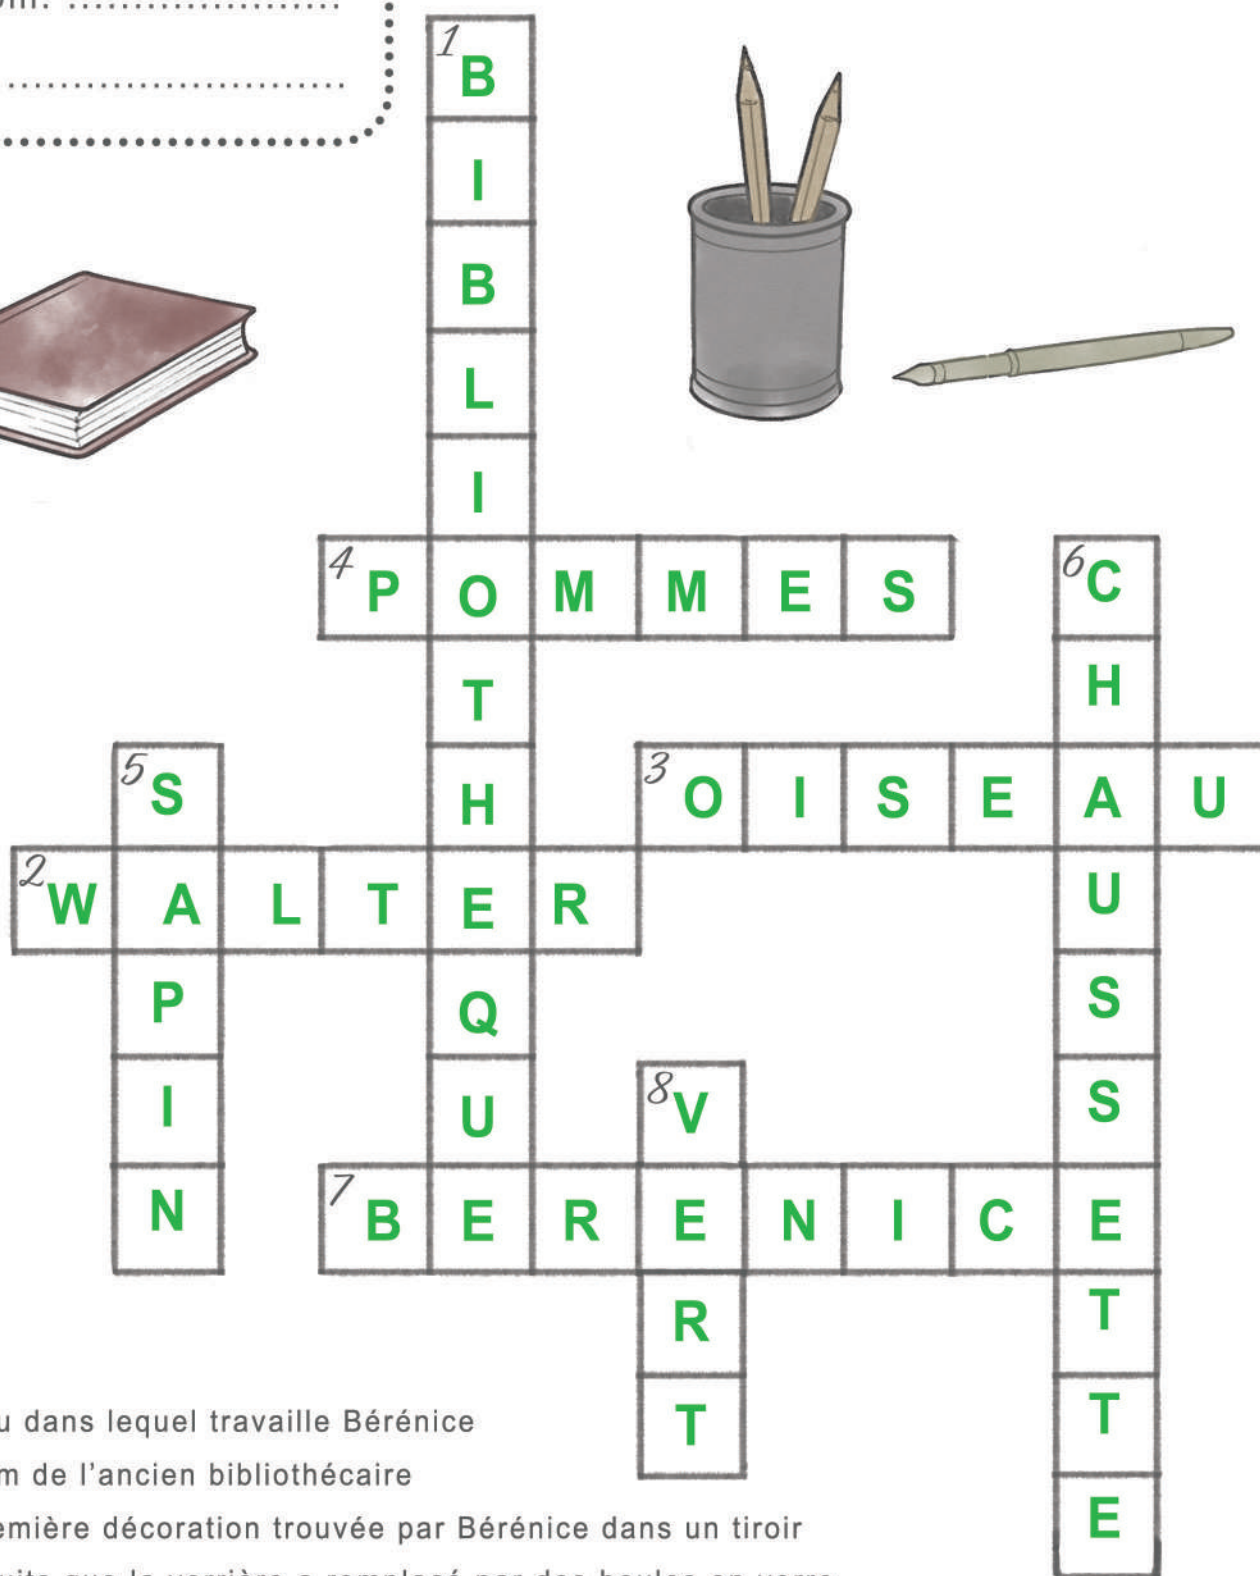 1
BIBLIOTHEQUE
4 POMMES
6 CHAUSSETTE
5 SAPIN
3 OISEAU
2 WALTER
8 VERT
7 BERENICE
dans lequel travaille Bérénice
de l'ancien bibliothécaire
décoration trouvée par Bérénice dans un tiroir